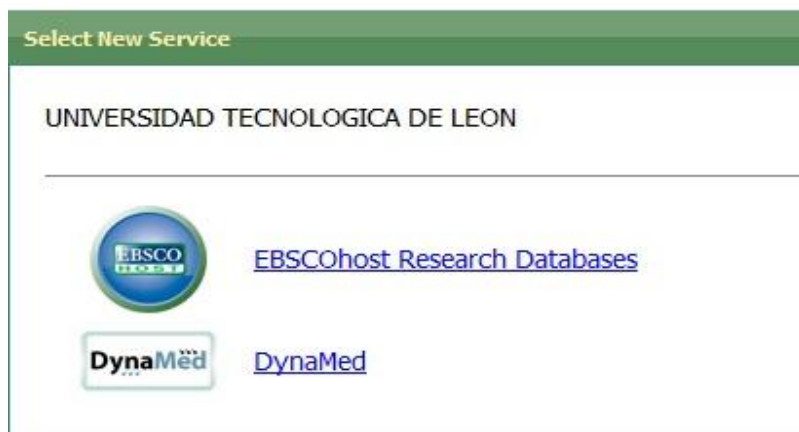 Select New Service
UNIVERSIDAD TECNOLOGICA DE LEON
EBSCO
HOST
EBSCOhost Research Databases
DynaMed
DynaMed